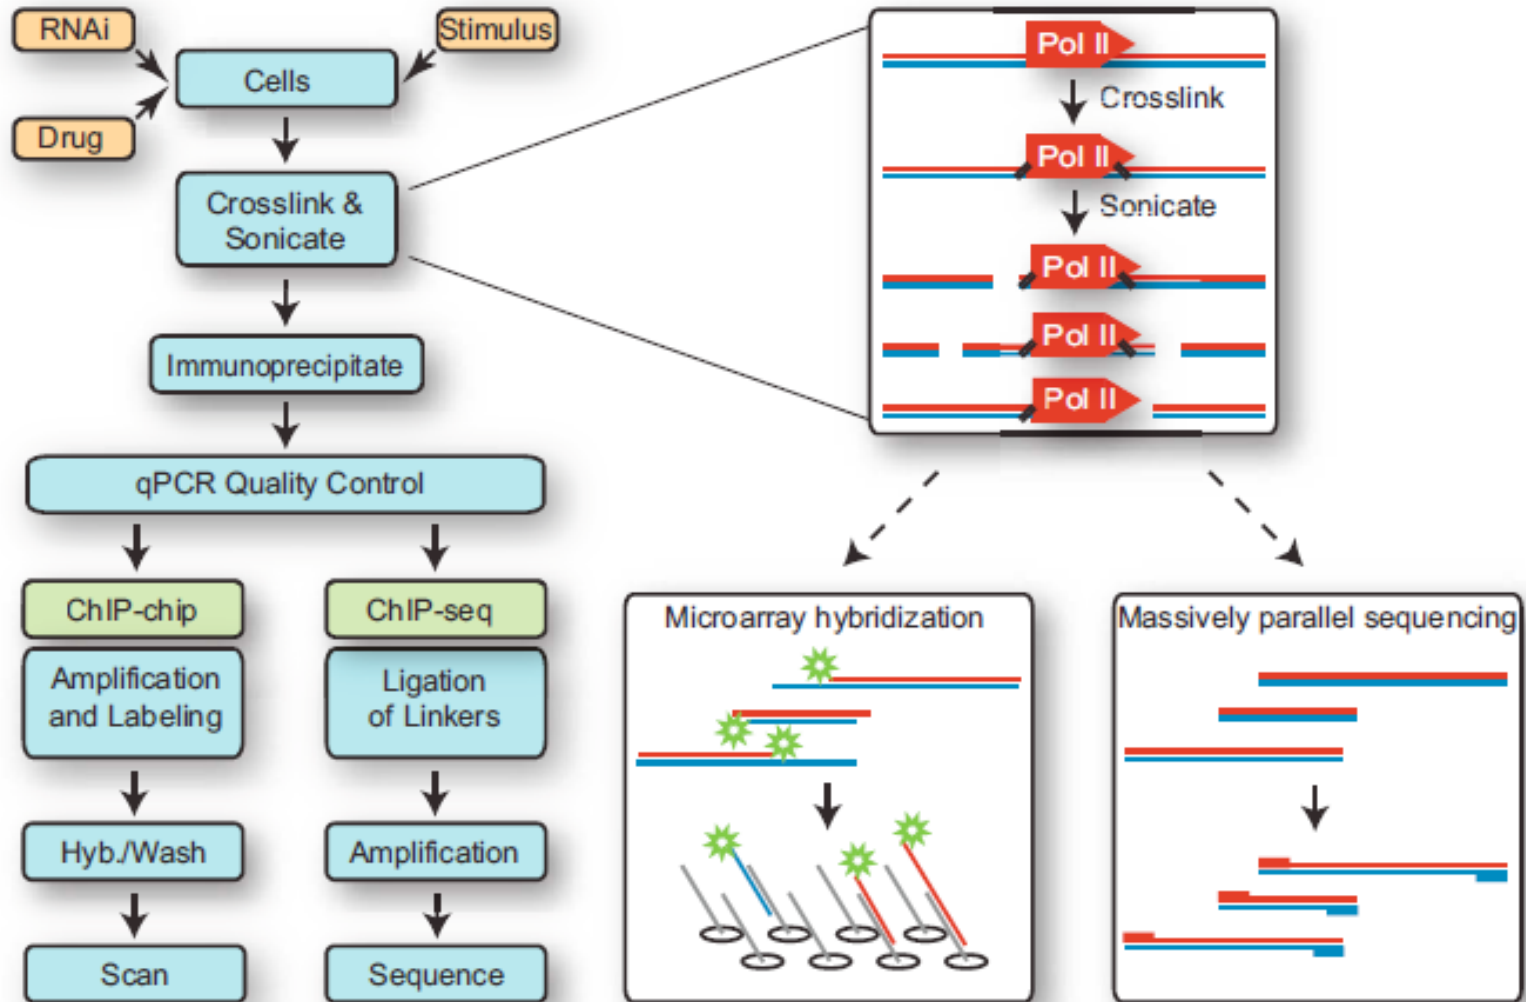 RNAi
Stimulus
Cells
Drug
Crosslink &
Sonicate
Immunoprecipitate
qPCR Quality Control
ChIP-chip
ChIP-seq
Amplification
and Labeling
Ligation
of Linkers
Hyb./Wash
Amplification
Scan
Sequence
Pol II
Crosslink
Pol II
Sonicate
Pol II
Pol II
Pol II
Microarray hybridization
Massively parallel sequencing